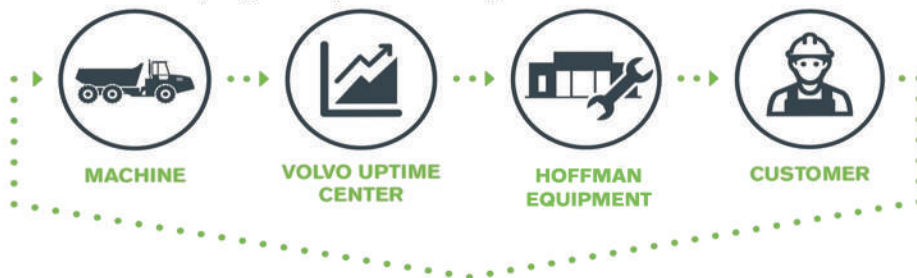 MACHINE
VOLVO UPTIME
CENTER
HOFFMAN
EQUIPMENT
CUSTOMER